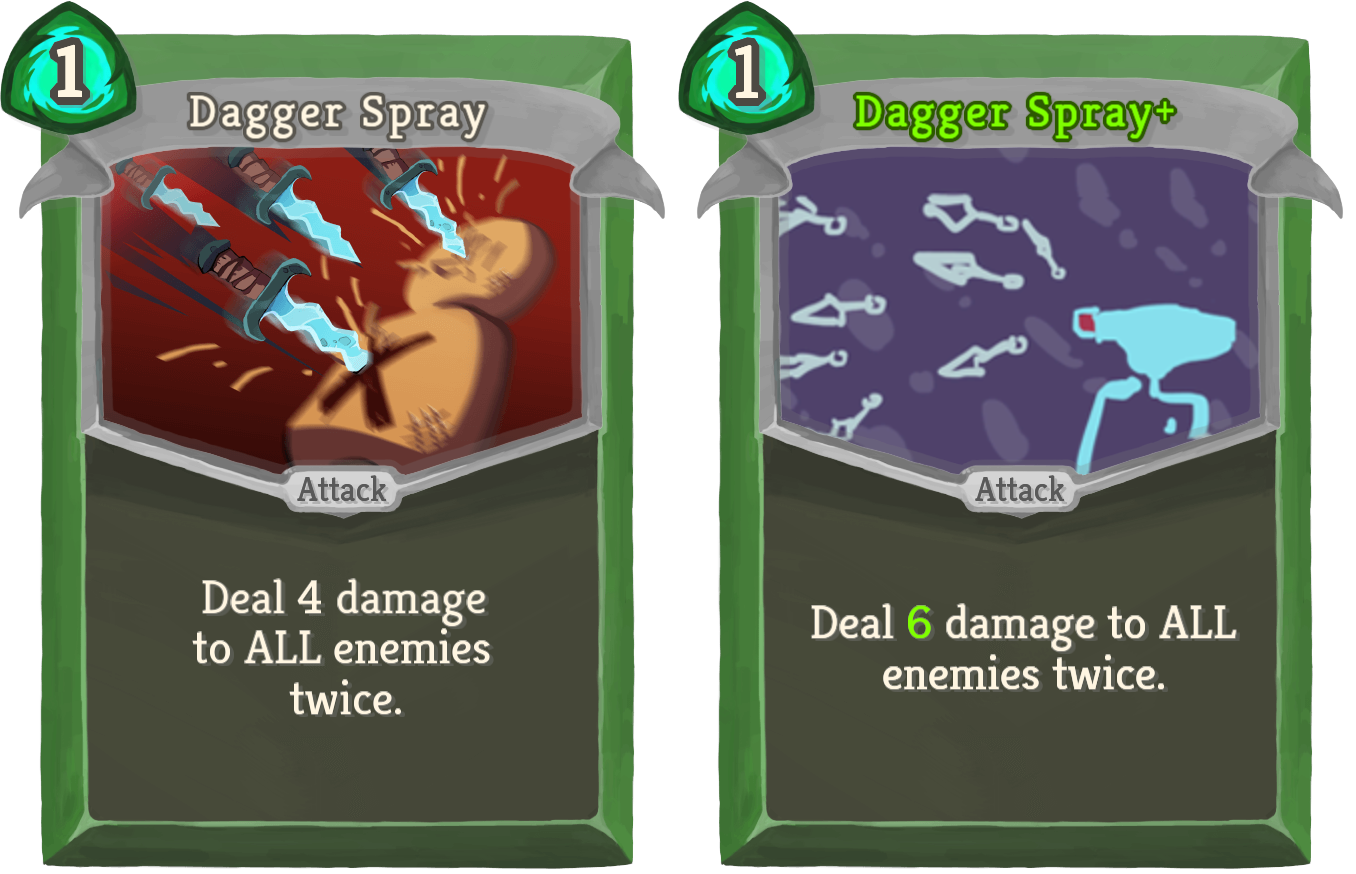 1
Dagger Spray
Attack
Deal 4 damage
to ALL enemies
twice.
1
Dagger Spray+
Attack
Deal 6 damage to ALL
enemies twice.